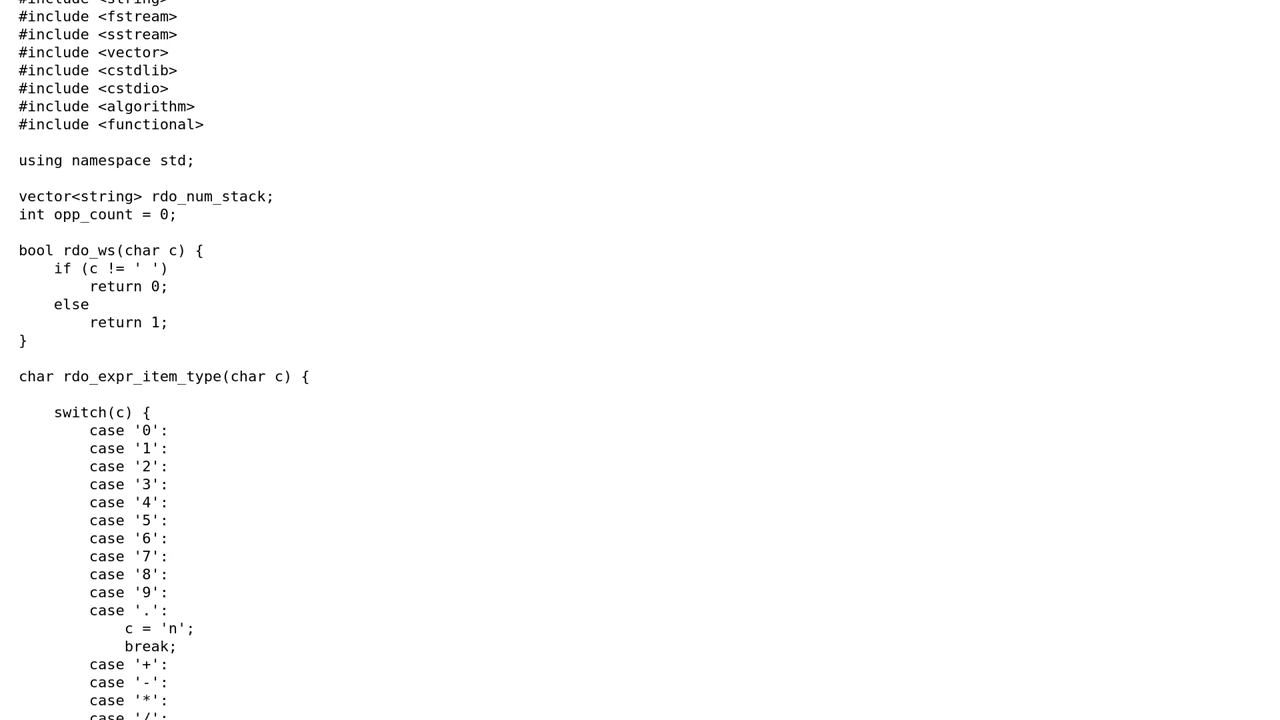 #include <string>
#include <fstream>
#include <sstream>
#include <vector>
#include <cstdlib>
#include <cstdio>
#include <algorithm>
#include <functional>

using namespace std;

vector<string> rdo_num_stack;
int opp_count = 0;

bool rdo_ws(char c) {
    if (c != ' ')
        return 0;
    else
        return 1;
}

char rdo_expr_item_type(char c) {

    switch(c) {
        case '0':
        case '1':
        case '2':
        case '3':
        case '4':
        case '5':
        case '6':
        case '7':
        case '8':
        case '9':
        case '.':
            c = 'n';
            break;
        case '+':
        case '-':
        case '*':
        case '/':